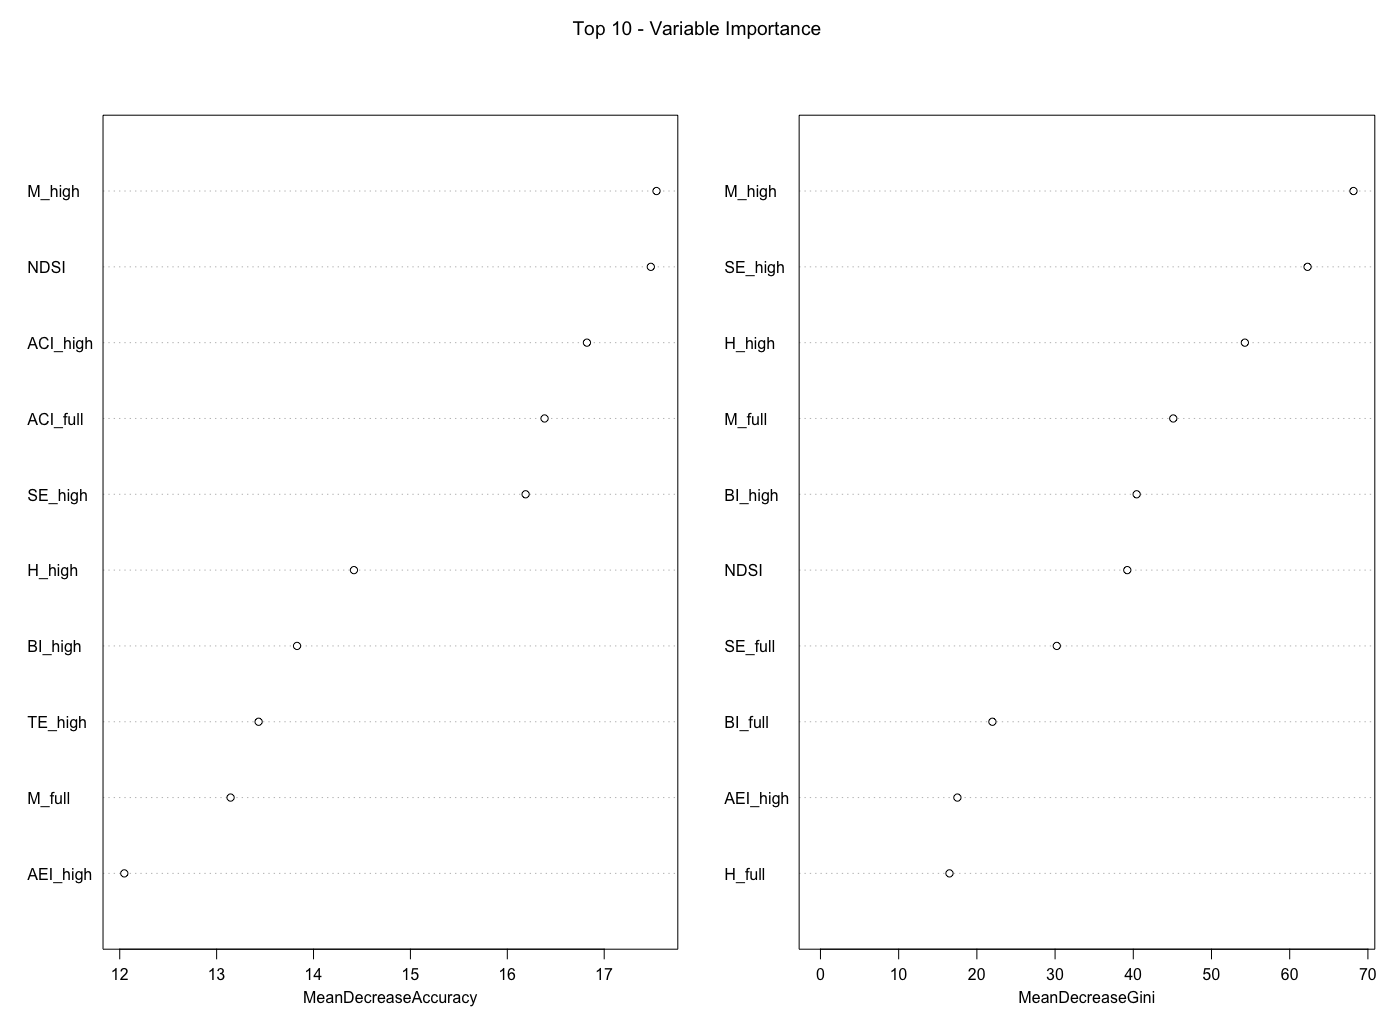 Top 10 - Variable Importance
M_high
NDSI
ACI_high
ACI_full
SE_high
H_high
BI_high
TE_high
M_full
AEI_high
12 13 14 15 16 17
MeanDecreaseAccuracy
M_high
SE_high
H_high
M_full
BI_high
NDSI
SE_full
BI_full
AEI_high
H_full
0 10 20 30 40 50 60 70
MeanDecreaseGini